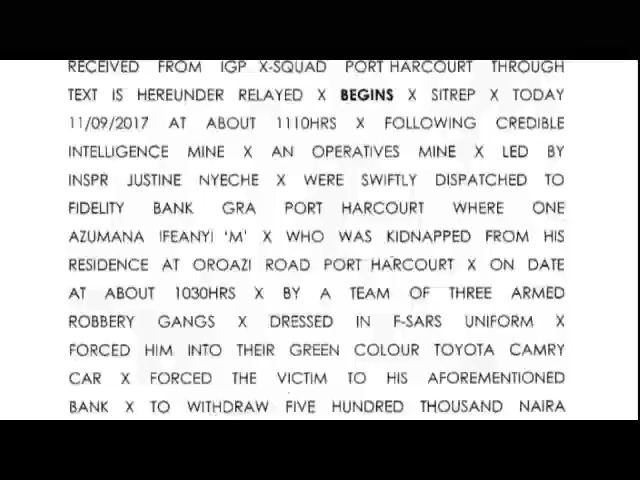 RECEIVED FROM IGP X-SQUAD PORT HARCOURT THROUGH
TEXT IS HEREUNDER RELAYED X BEGINS X SITREP X TODAY
11/09/2017 AT ABOUT 1110HRS X FOLLOWING CREDIBLE
INTELLIGENCE MINE X AN OPERATIVES MINE X LED BY
INSPR JUSTINE NYECHE X WERE SWIFTLY DISPATCHED TO
FIDELITY BANK GRA PORT HARCOURT WHERE ONE
AZUMANA IFEANYI 'M' X WHO WAS KIDNAPPED FROM HIS
RESIDENCE AT OROAZI ROAD PORT HARCOURT X ON DATE
AT ABOUT 1030HRS X BY A TEAM OF THREE ARMED
ROBBERY GANGS X DRESSED IN F-SARS UNIFORM X
FORCED HIM INTO THEIR GREEN COLOUR TOYOTA CAMRY
CAR X FORCED THE VICTIM TO HIS AFOREMENTIONED
BANK X TO WITHDRAW FIVE HUNDRED THOUSAND NAIRA